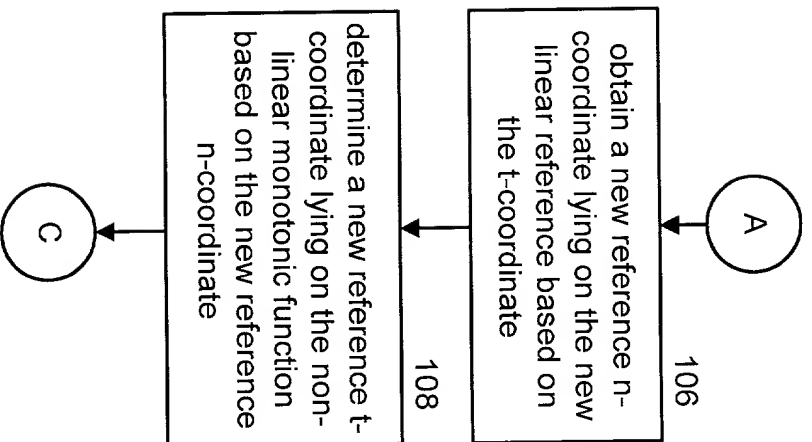 A
106
obtain a new reference n-
coordinate lying on the new
linear reference based on
the t-coordinate
108
determine a new reference t-
coordinate lying on the non-
linear monotonic function
based on the new reference
n-coordinate
C